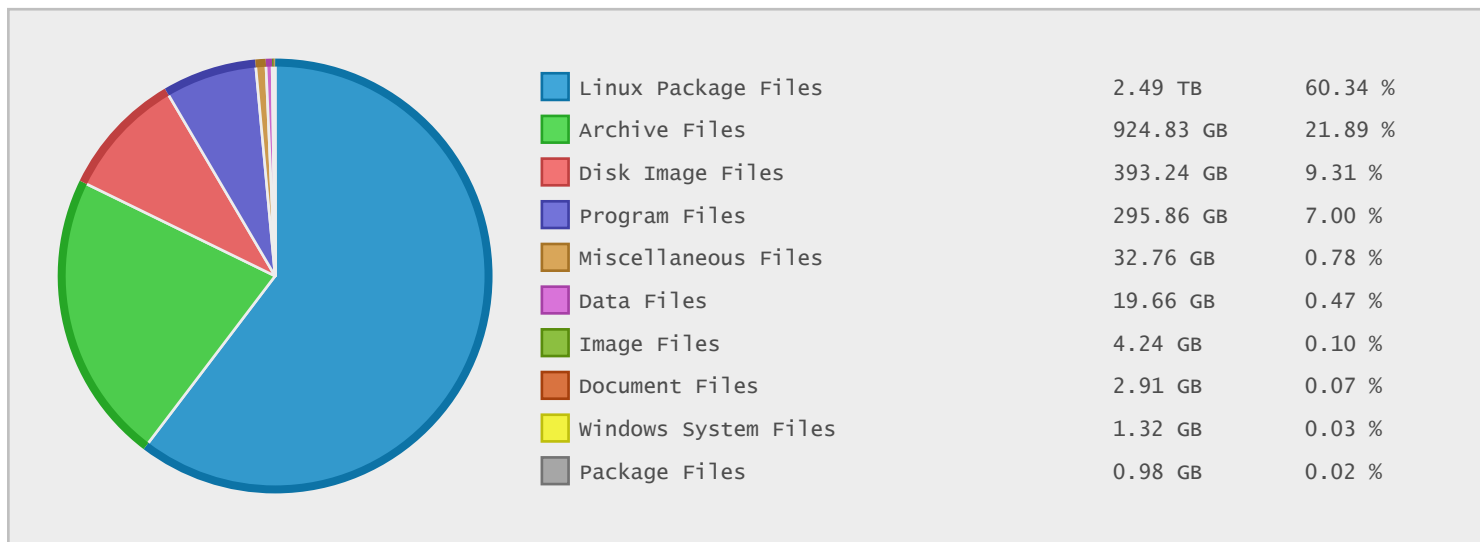 Linux Package Files 2.49 TB 60.34 %
Archive Files 924.83 GB 21.89 %
Disk Image Files 393.24 GB 9.31 %
Program Files 295.86 GB 7.00 %
Miscellaneous Files 32.76 GB 0.78 %
Data Files 19.66 GB 0.47 %
Image Files 4.24 GB 0.10 %
Document Files 2.91 GB 0.07 %
Windows System Files 1.32 GB 0.03 %
Package Files 0.98 GB 0.02 %